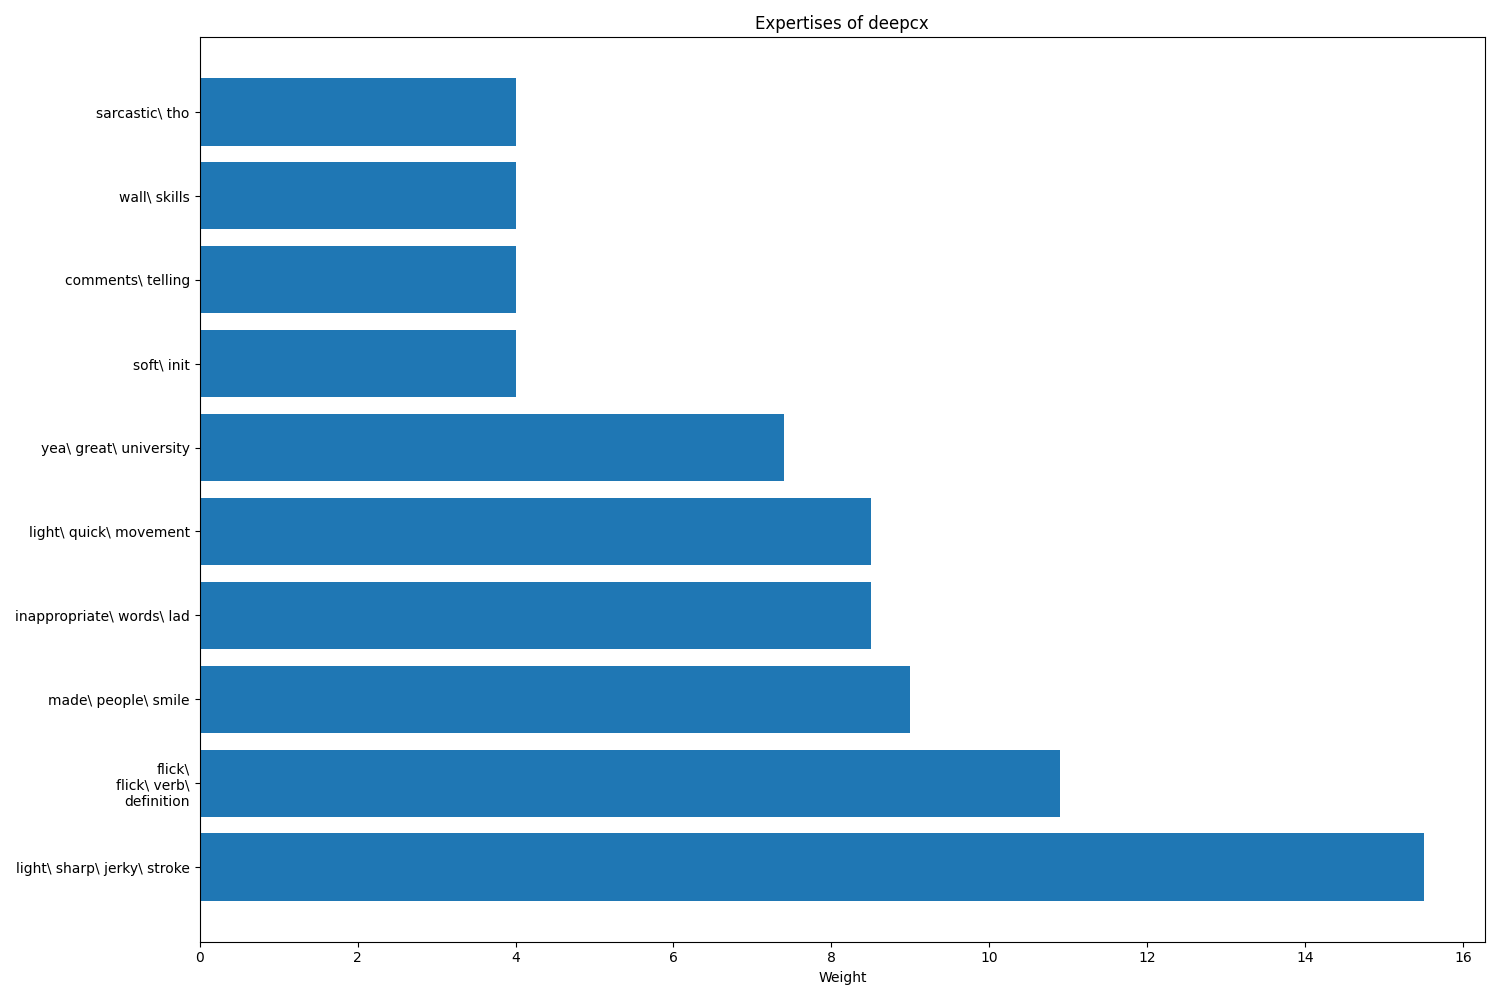 Expertises of deepcx
sarcastic\ tho
wall\ skills
comments\ telling
soft\ init
yea\ great\ university
light\ quick\ movement
inappropriate\ words\ lad
made\ people\ smile
flick\
flick\ verb\
definition
light\ sharp\ jerky\ stroke
0 2 4 6 8 10 12 14 16
Weight